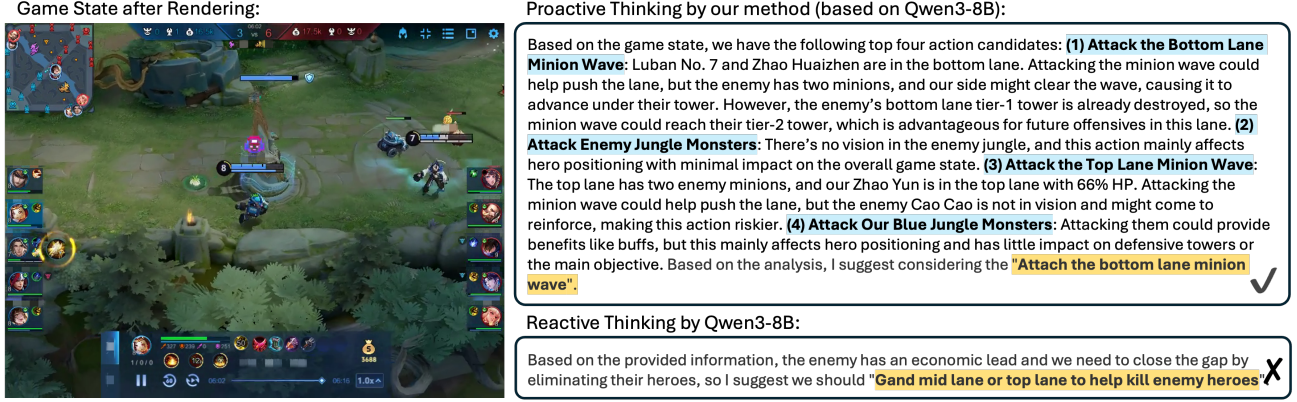 Game State after Rendering:
3 06:02 vs 6 17.5k
7
8
1 / 0 / 0
3688
06:02 06:16 1.0x
Proactive Thinking by our method (based on Qwen3-8B):
Based on the game state, we have the following top four action candidates: (1) Attack the Bottom Lane
Minion Wave: Luban No. 7 and Zhao Huaizhen are in the bottom lane. Attacking the minion wave could
help push the lane, but the enemy has two minions, and our side might clear the wave, causing it to
advance under their tower. However, the enemy's bottom lane tier-1 tower is already destroyed, so the
minion wave could reach their tier-2 tower, which is advantageous for future offensives in this lane. (2)
Attack Enemy Jungle Monsters: There's no vision in the enemy jungle, and this action mainly affects
hero positioning with minimal impact on the overall game state. (3) Attack the Top Lane Minion Wave:
The top lane has two enemy minions, and our Zhao Yun is in the top lane with 66% HP. Attacking the
minion wave could help push the lane, but the enemy Cao Cao is not in vision and might come to
reinforce, making this action riskier. (4) Attack Our Blue Jungle Monsters: Attacking them could provide
benefits like buffs, but this mainly affects hero positioning and has little impact on defensive towers or
the main objective. Based on the analysis, I suggest considering the "Attach the bottom lane minion
wave".
Reactive Thinking by Qwen3-8B:
Based on the provided information, the enemy has an economic lead and we need to close the gap by
eliminating their heroes, so I suggest we should "Gand mid lane or top lane to help kill enemy heroes"